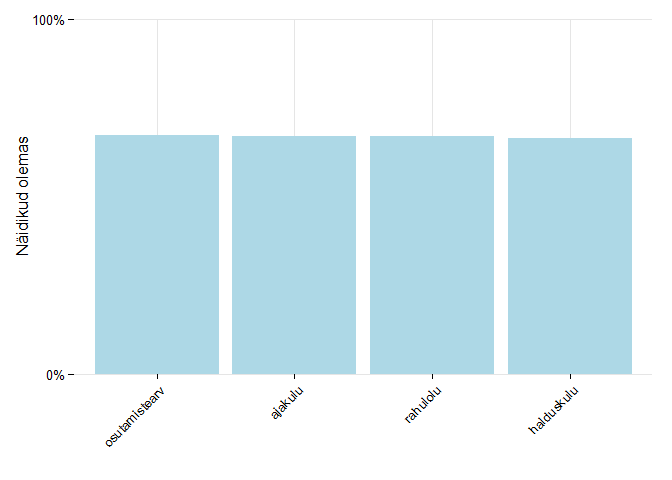 100%
Näidikud olemas
0%
osutamistearv
ajakulu
rahulolu
halduskulu